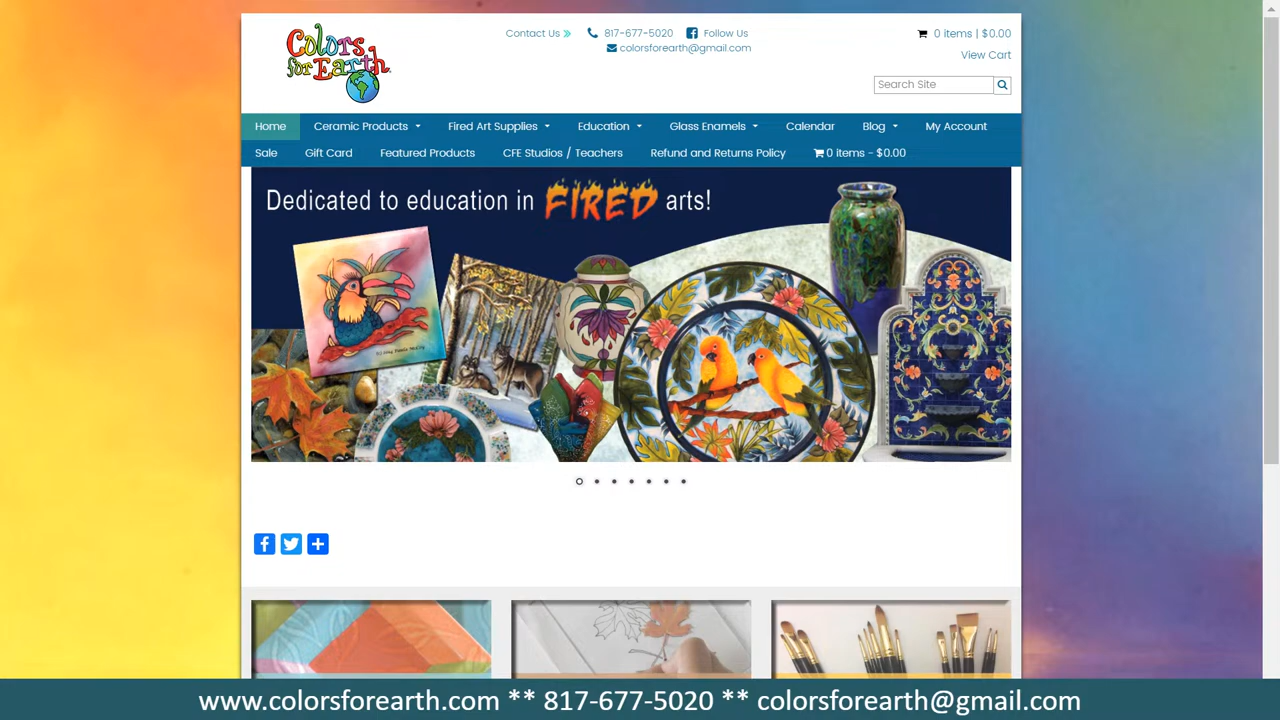 Colors
for Earth
Contact Us
817-677-5020
Follow Us
colorsforearth@gmail.com
0 items | $0.00
View Cart
Search Site
Home
Ceramic Products
Fired Art Supplies
Education
Glass Enamels
Calendar
Blog
My Account
Sale
Gift Card
Featured Products
CFE Studios / Teachers
Refund and Returns Policy
0 items - $0.00
Dedicated to education in FIRED arts!
www.colorsforearth.com ** 817-677-5020 ** colorsforearth@gmail.com